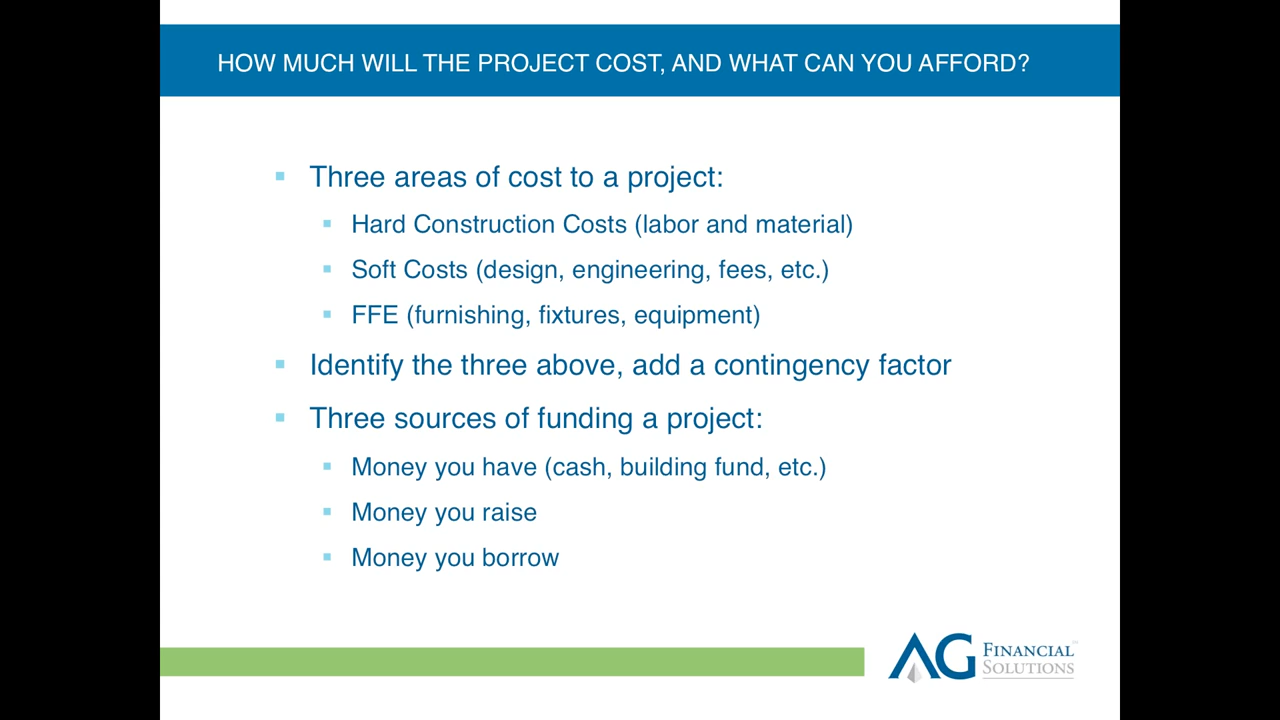 HOW MUCH WILL THE PROJECT COST, AND WHAT CAN YOU AFFORD?
Three areas of cost to a project:
Hard Construction Costs (labor and material)
Soft Costs (design, engineering, fees, etc.)
FFE (furnishing, fixtures, equipment)
Identify the three above, add a contingency factor
Three sources of funding a project:
Money you have (cash, building fund, etc.)
Money you raise
Money you borrow
AG FINANCIAL
SOLUTIONS